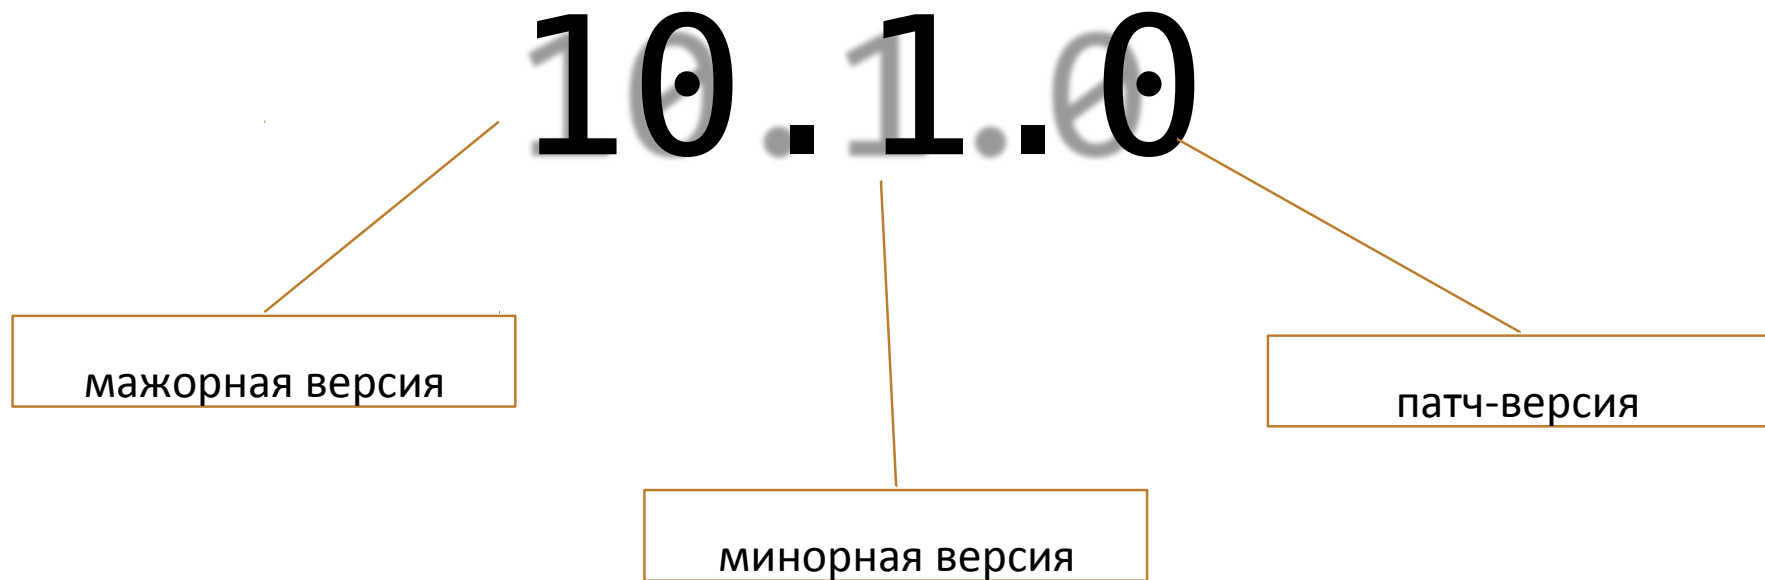 10.1.0
мажорная версия
патч-версия
минорная версия